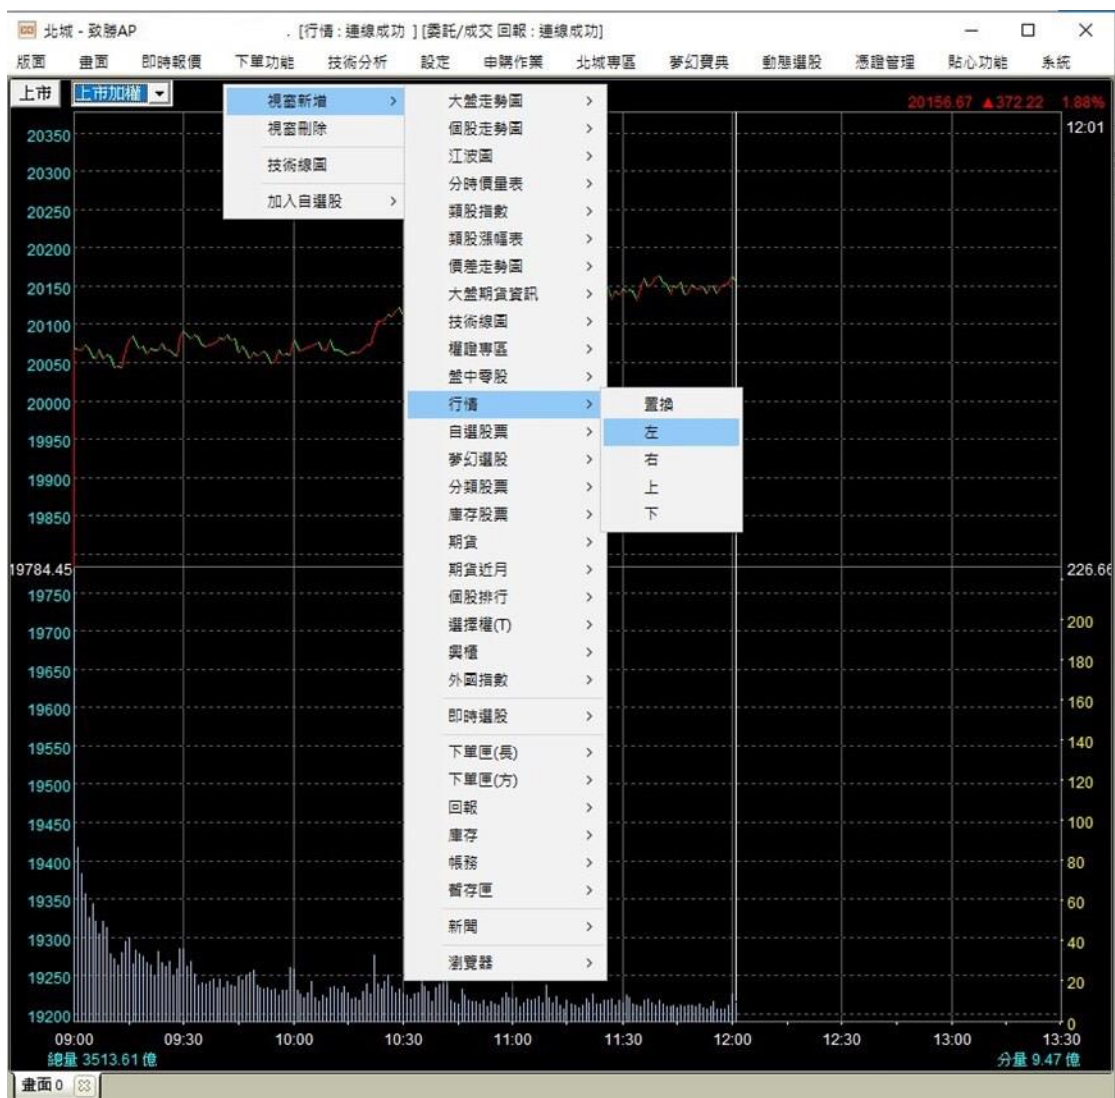 北城 - 致勝AP . [行情 : 連線成功 ] [委託/成交 回報 : 連線成功]
版面 畫面 即時報價 下單功能 技術分析 設定 申購作業 北城專區 夢幻寶典 動態選股 憑證管理 貼心功能 系統
上市 上市加權
20156.67 ▲372.22 1.88%
12:01
視窗新增
視窗刪除
技術線圖
加入自選股
大盤走勢圖
個股走勢圖
江波圖
分時價量表
類股指數
類股漲幅表
價差走勢圖
大盤期貨資訊
技術線圖
權證專區
盤中零股
行情
自選股票
夢幻選股
分類股票
庫存股票
期貨
期貨近月
個股排行
選擇權(T)
興櫃
外國指數
即時選股
下單匣(長)
下單匣(方)
回報
庫存
帳務
暫存匣
新聞
瀏覽器
置換
左
右
上
下
20350
20300
20250
20200
20150
20100
20050
20000
19950
19900
19850
19784.45
19750
19700
19650
19600
19550
19500
19450
19400
19350
19300
19250
19200
226.66
200
180
160
140
120
100
80
60
40
20
0
09:00 09:30 10:00 10:30 11:00 11:30 12:00 12:30 13:00 13:30
總量 3513.61 億 分量 9.47 億
畫面 0